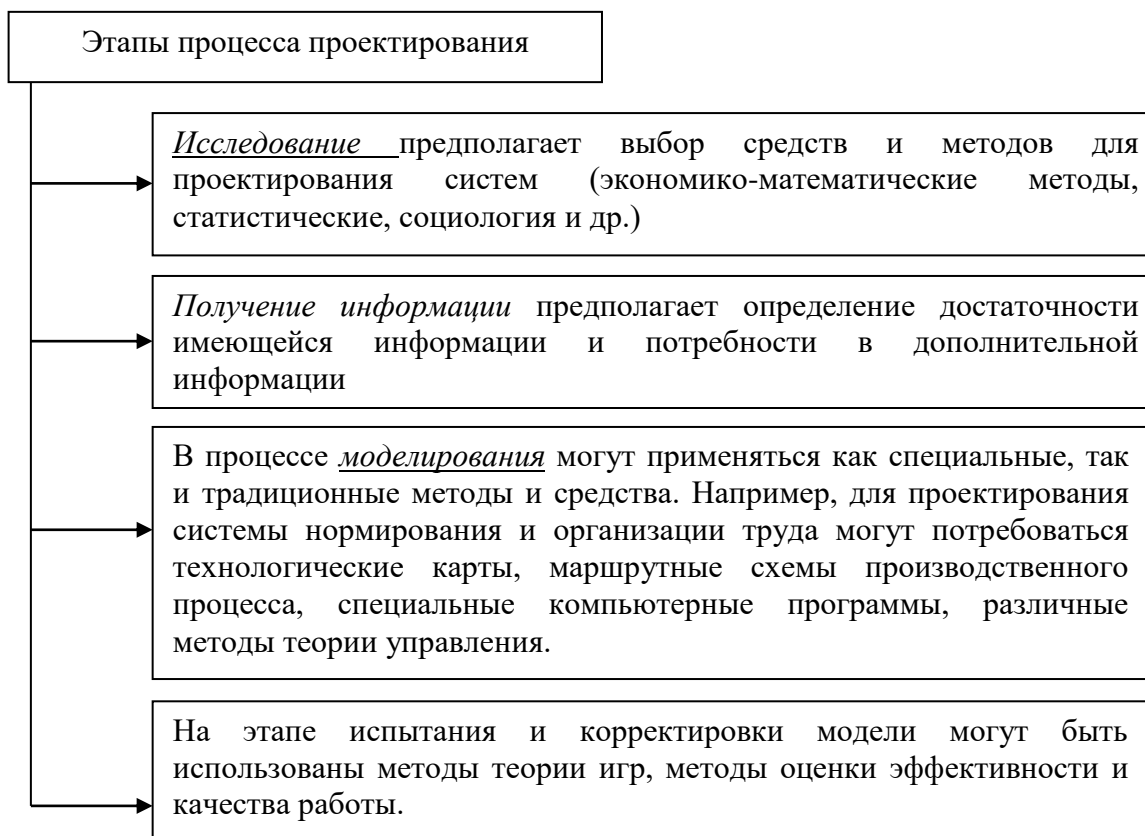 Этапы процесса проектирования
Исследование предполагает выбор средств и методов для
проектирования систем (экономико-математические методы,
статистические, социология и др.)
Получение информации предполагает определение достаточности
имеющейся информации и потребности в дополнительной
информации
В процессе моделирования могут применяться как специальные, так
и традиционные методы и средства. Например, для проектирования
системы нормирования и организации труда могут потребоваться
технологические карты, маршрутные схемы производственного
процесса, специальные компьютерные программы, различные
методы теории управления.
На этапе испытания и корректировки модели могут быть
использованы методы теории игр, методы оценки эффективности и
качества работы.